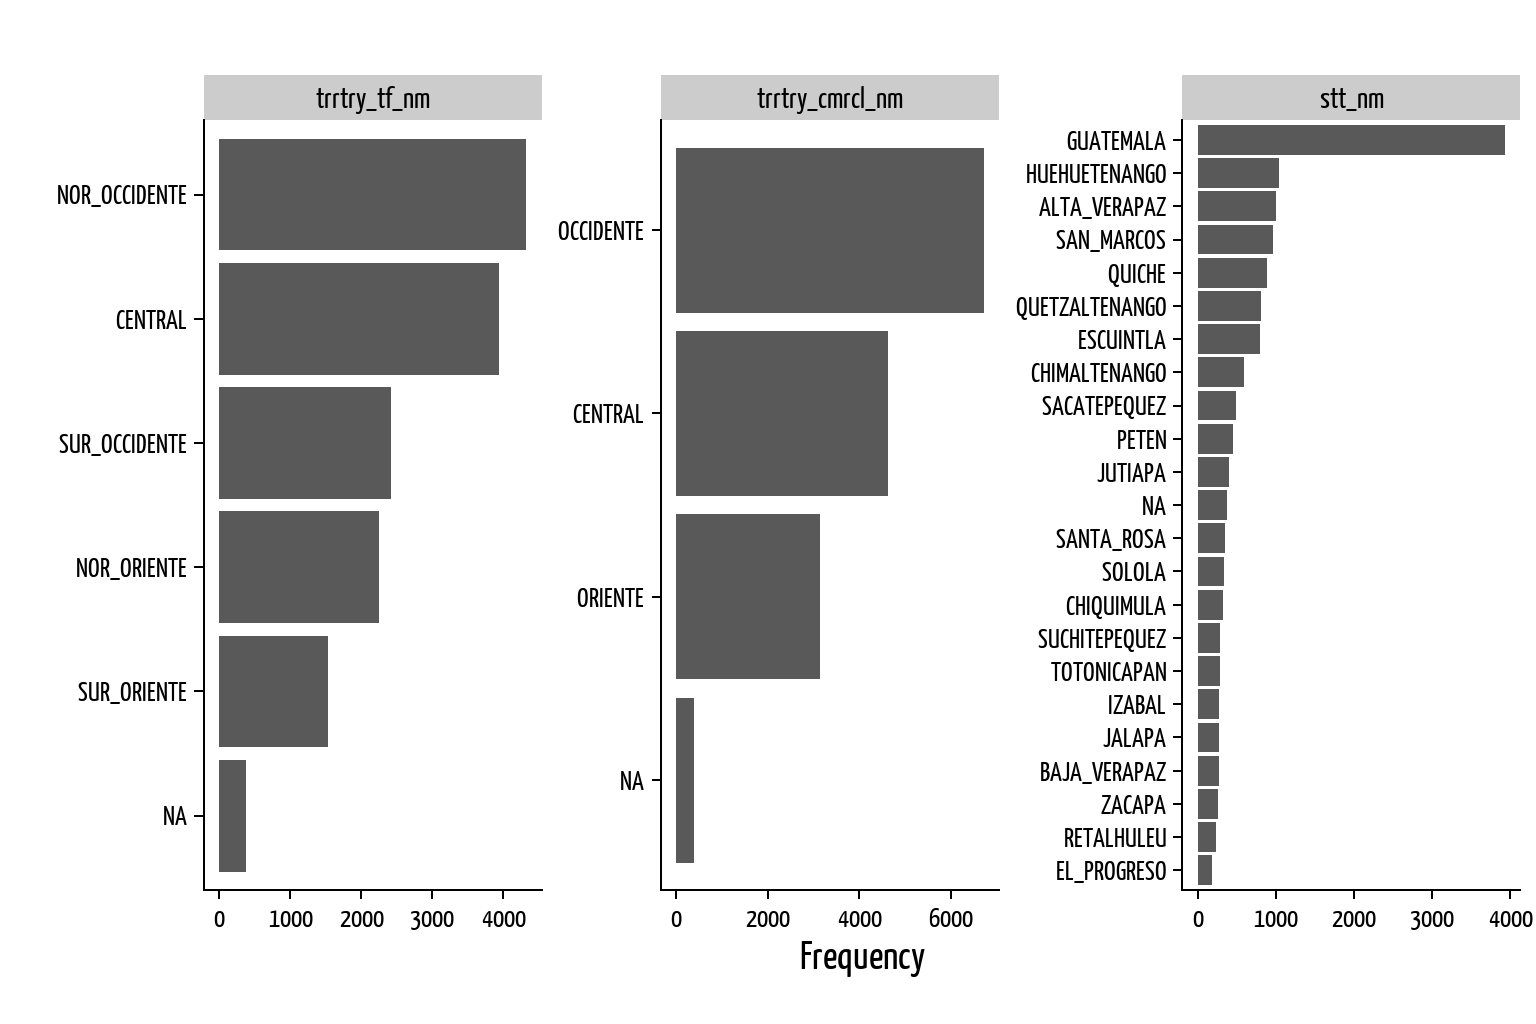 trrtry_tf_nm
NOR_OCCIDENTE
CENTRAL
SUR_OCCIDENTE
NOR_ORIENTE
SUR_ORIENTE
NA
0 1000 2000 3000 4000
trrtry_cmrcl_nm
OCCIDENTE
CENTRAL
ORIENTE
NA
0 2000 4000 6000
stt_nm
GUATEMALA
HUEHUETENANGO
ALTA_VERAPAZ
SAN_MARCOS
QUICHE
QUETZALTENANGO
ESCUINTLA
CHIMALTENANGO
SACATEPEQUEZ
PETEN
JUTIAPA
NA
SANTA_ROSA
SOLOLA
CHIQUIMULA
SUCHITEPEQUEZ
TOTONICAPAN
IZABAL
JALAPA
BAJA_VERAPAZ
ZACAPA
RETALHULEU
EL_PROGRESO
0 1000 2000 3000 4000
Frequency